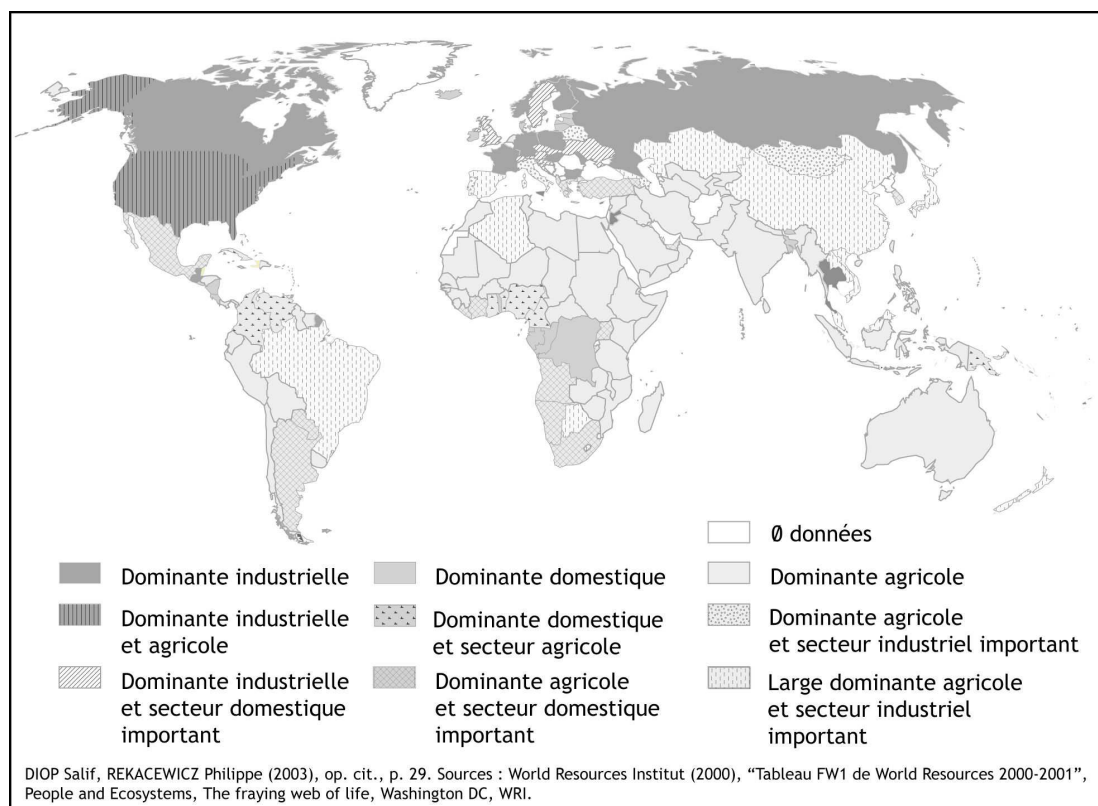 Ø données
Dominante industrielle
Dominante domestique
Dominante agricole
Dominante industrielle
et agricole
Dominante domestique
et secteur agricole
Dominante agricole
et secteur industriel important
Dominante industrielle
et secteur domestique
important
Dominante agricole
et secteur domestique
important
Large dominante agricole
et secteur industriel
important
DIOP Salif, REKACEWICZ Philippe (2003), op. cit., p. 29. Sources : World Resources Institut (2000), “Tableau FW1 de World Resources 2000-2001”,
People and Ecosystems, The fraying web of life, Washington DC, WRI.